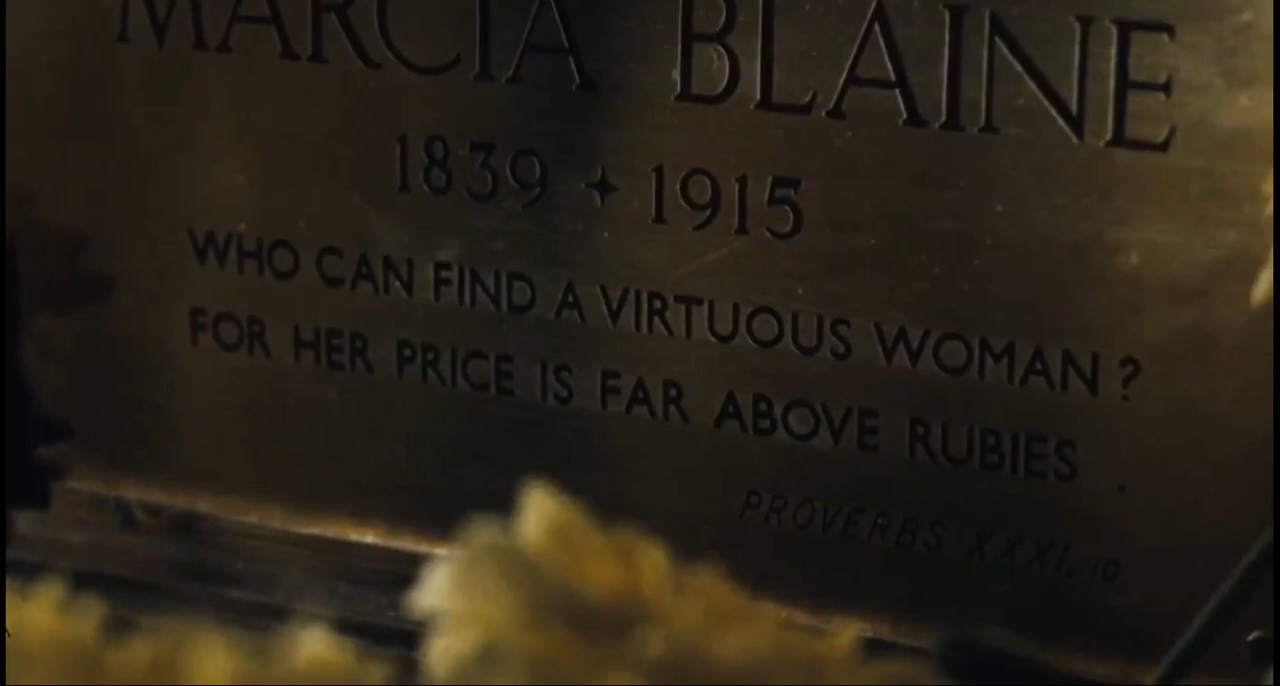 MARCIA BLAINE
1839 ✦ 1915
WHO CAN FIND A VIRTUOUS WOMAN ?
FOR HER PRICE IS FAR ABOVE RUBIES .
PROVERBS XXXI. 10